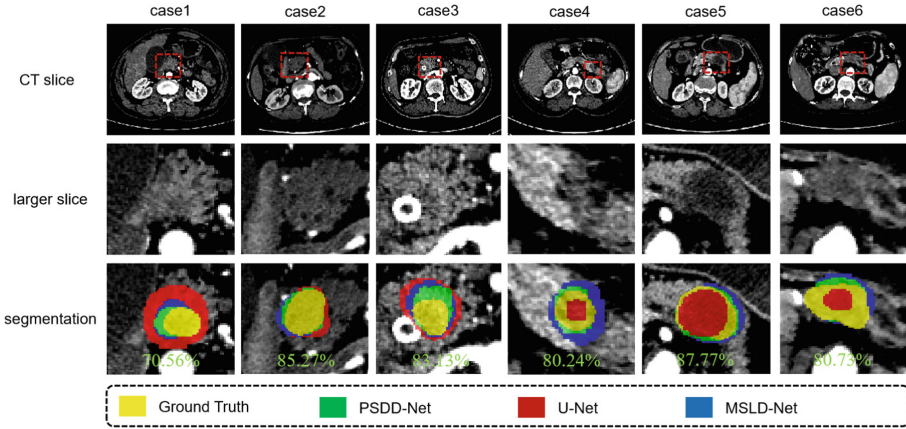 case1 case2 case3 case4 case5 case6
CT slice
larger slice
segmentation
70.56% 85.27% 83.13% 80.24% 87.77% 80.73%
Ground Truth PSDD-Net U-Net MSLD-Net